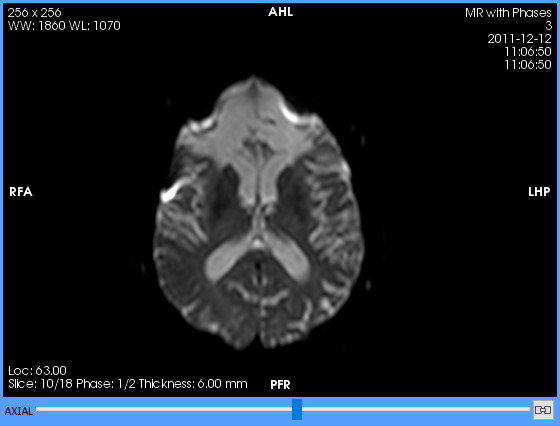 256 x 256
WW: 1860 WL: 1070
AHL
MR with Phases
3
2011-12-12
11:06:50
11:06:50
RFA
LHP
Loc: 63.00
Slice: 10/18 Phase: 1/2 Thickness: 6.00 mm
PFR
AXIAL